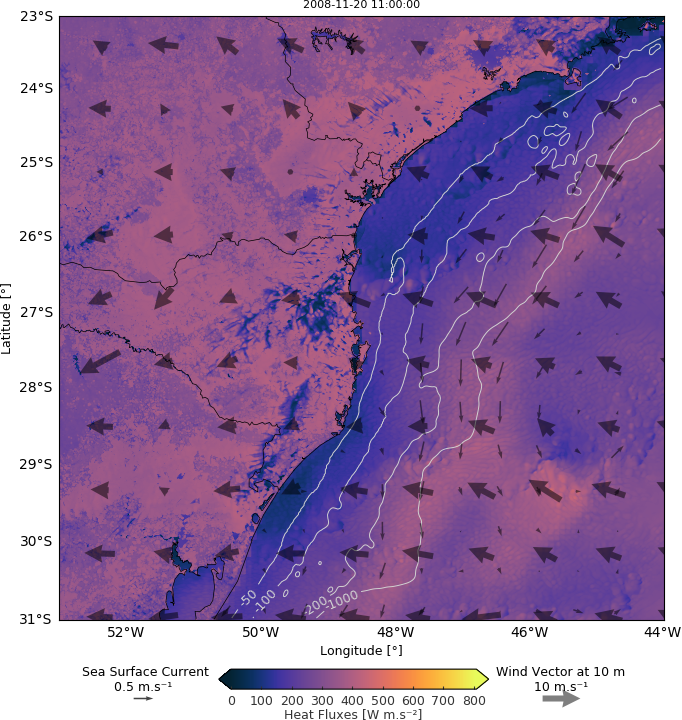 2008-11-20 11:00:00
23°S
24°S
25°S
26°S
27°S
28°S
29°S
30°S
31°S
Latitude [°]
-50
-100
-200
-1000
52°W 50°W 48°W 46°W 44°W
Longitude [°]
Sea Surface Current
0.5 m.s⁻¹
Wind Vector at 10 m
10 m.s⁻¹
0 100 200 300 400 500 600 700 800
Heat Fluxes [W m.s⁻²]